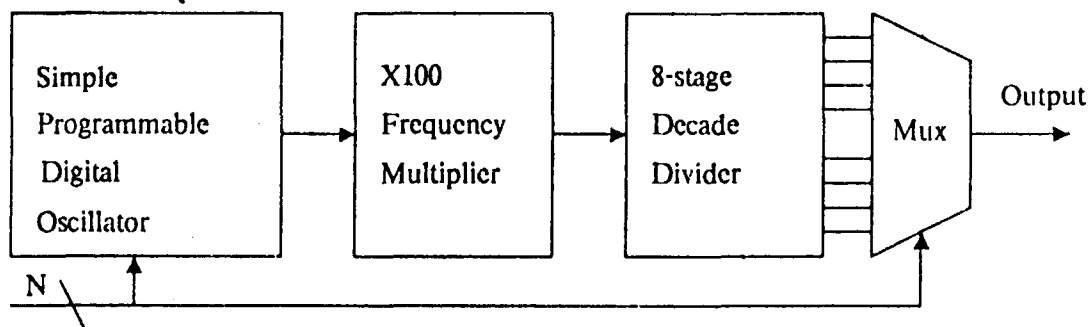 Simple
Programmable
Digital
Oscillator
X100
Frequency
Multiplier
8-stage
Decade
Divider
Mux
Output
N